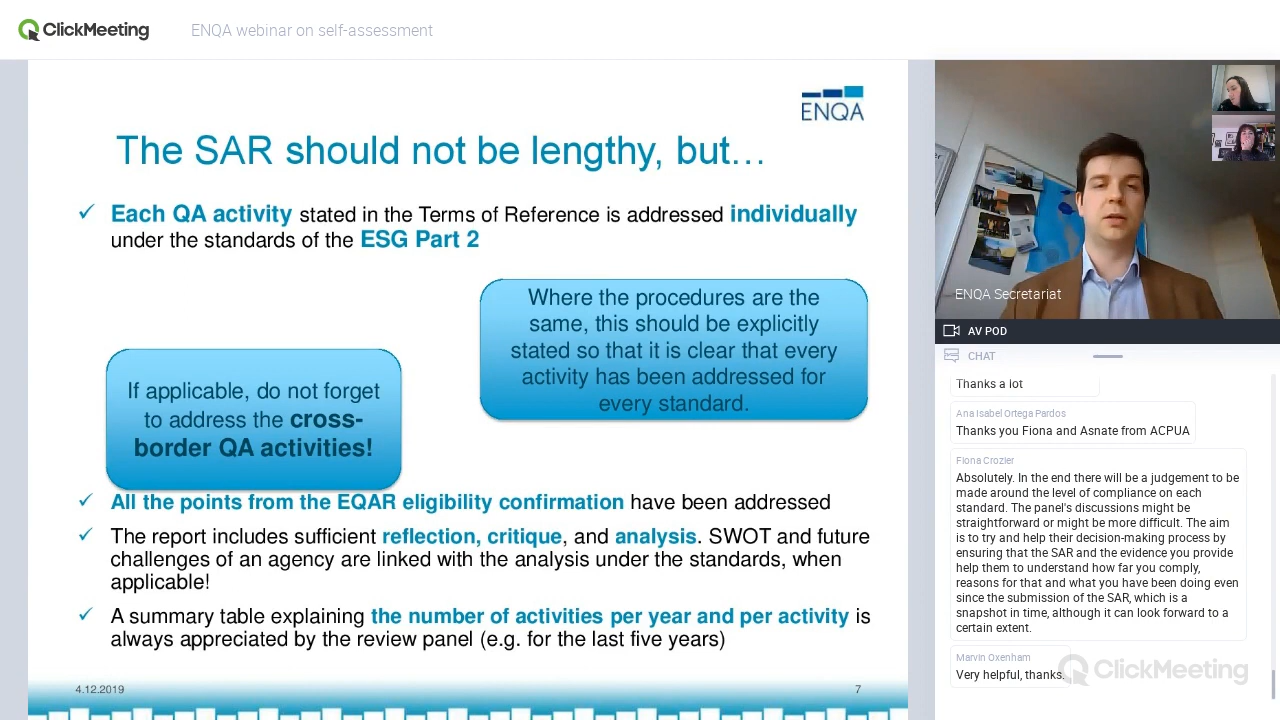 ClickMeeting
ENQA webinar on self-assessment
ENQA
The SAR should not be lengthy, but...
Each QA activity stated in the Terms of Reference is addressed individually
under the standards of the ESG Part 2
Where the procedures are the
same, this should be explicitly
stated so that it is clear that every
activity has been addressed for
every standard.
If applicable, do not forget
to address the cross-
border QA activities!
All the points from the EQAR eligibility confirmation have been addressed
The report includes sufficient reflection, critique, and analysis. SWOT and future
challenges of an agency are linked with the analysis under the standards, when
applicable!
A summary table explaining the number of activities per year and per activity is
always appreciated by the review panel (e.g. for the last five years)
4.12.2019
7
ENQA Secretariat
AV POD
CHAT
Thanks a lot
Ana Isabel Ortega Pardos
Thanks you Fiona and Asnate from ACPUA
Fiona Crozier
Absolutely. In the end there will be a judgement to be
made around the level of compliance on each
standard. The panel's discussions might be
straightforward or might be more difficult. The aim
is to try and help their decision-making process by
ensuring that the SAR and the evidence you provide
help them to understand how far you comply,
reasons for that and what you have been doing even
since the submission of the SAR, which is a
snapshot in time, although it can look forward to a
certain extent.
Marvin Oxenham
Very helpful, thanks.
ClickMeeting